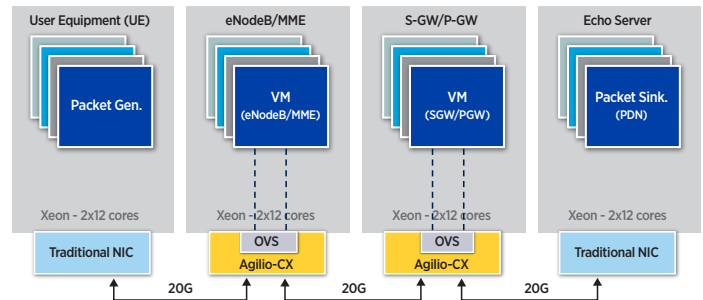 User Equipment (UE)
eNodeB/MME
S-GW/P-GW
Echo Server
Packet Gen.
VM
(eNodeB/MME)
VM
(SGW/PGW)
Packet Sink.
(PDN)
Xeon - 2x12 cores
Xeon - 2x12 cores
Xeon - 2x12 cores
Xeon - 2x12 cores
Traditional NIC
OVS
Agilio-CX
OVS
Agilio-CX
Traditional NIC
20G
20G
20G